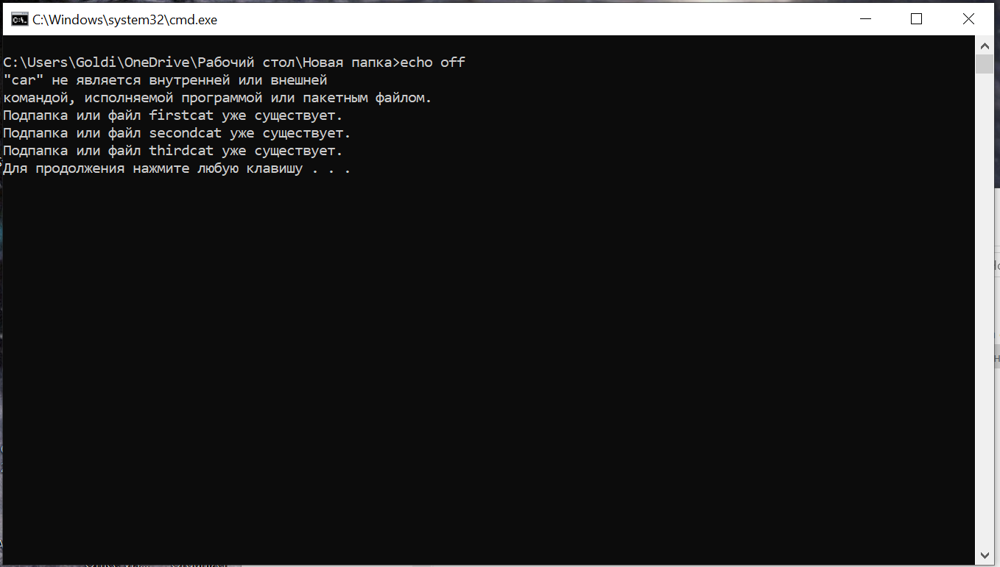 C:\Windows\system32\cmd.exe
C:\Users\Goldi\OneDrive\Рабочий стол\Новая папка>echo off
"car" не является внутренней или внешней
командой, исполняемой программой или пакетным файлом.
Подпапка или файл firstcat уже существует.
Подпапка или файл secondcat уже существует.
Подпапка или файл thirdcat уже существует.
Для продолжения нажмите любую клавишу . . .